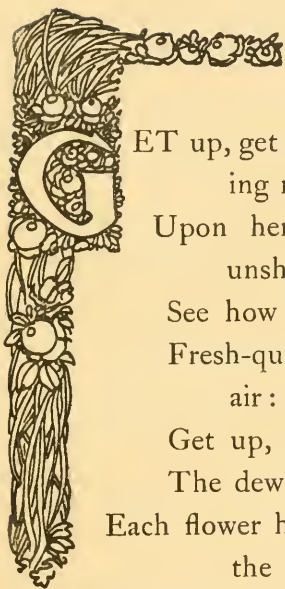 GET up, get
ing
Upon her
unsh
See how
Fresh-qu
air:
Get up,
The dew
Each flower h
the